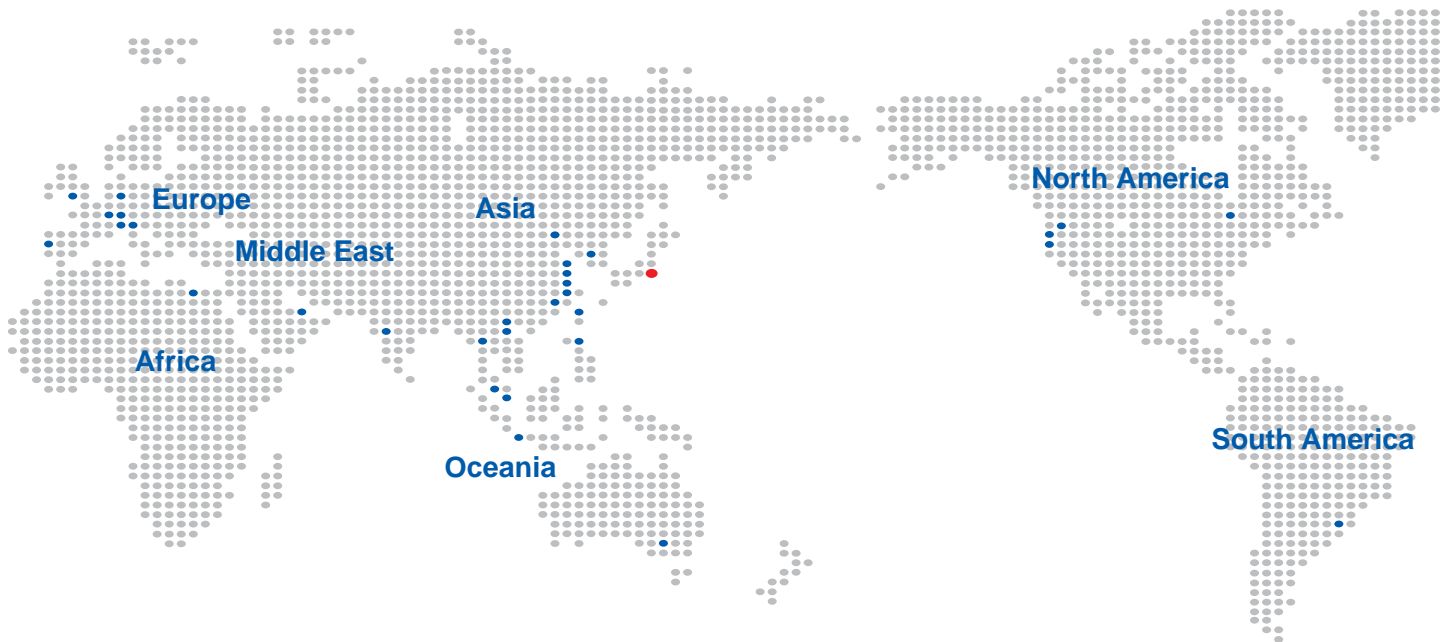 North America
Europe
Asia
Middle East
Africa
South America
Oceania